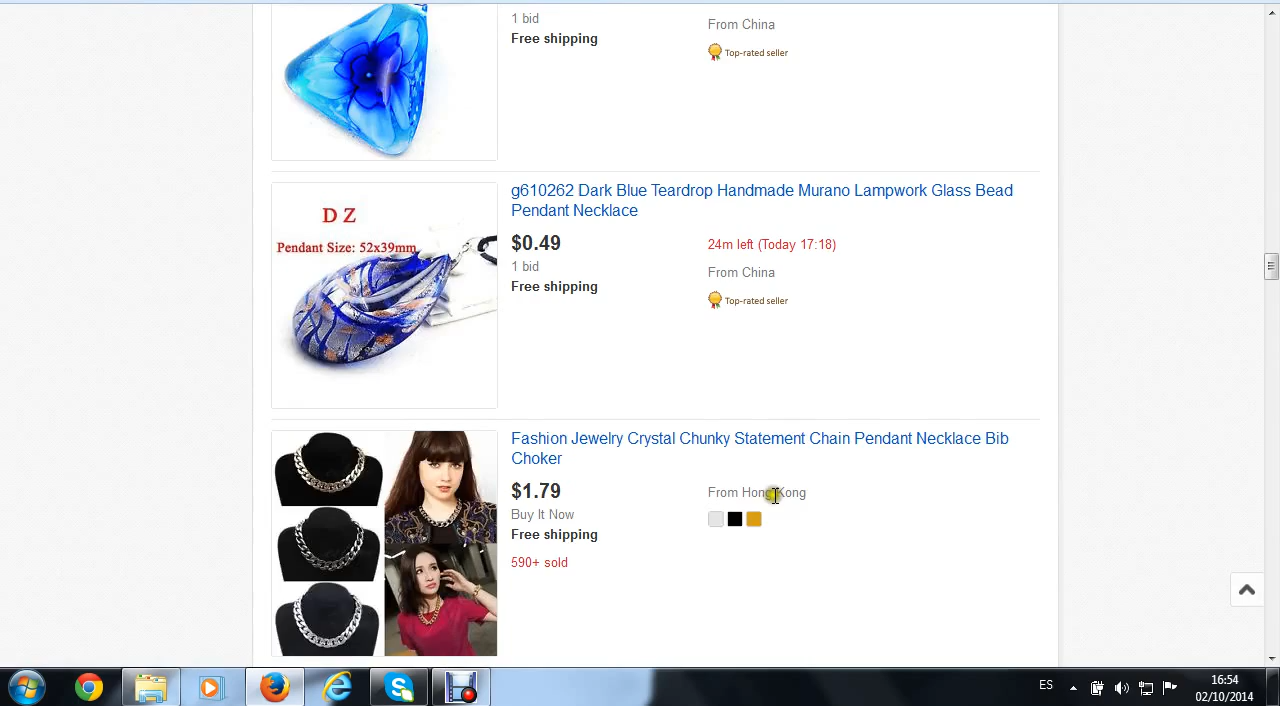 1 bid
From China
Free shipping
Top-rated seller
D Z
Pendant Size: 52x39mm
g610262 Dark Blue Teardrop Handmade Murano Lampwork Glass Bead
Pendant Necklace
$0.49
24m left (Today 17:18)
1 bid
From China
Free shipping
Top-rated seller
Fashion Jewelry Crystal Chunky Statement Chain Pendant Necklace Bib
Choker
$1.79
From Hong Kong
Buy It Now
Free shipping
590+ sold
ES
16:54
02/10/2014